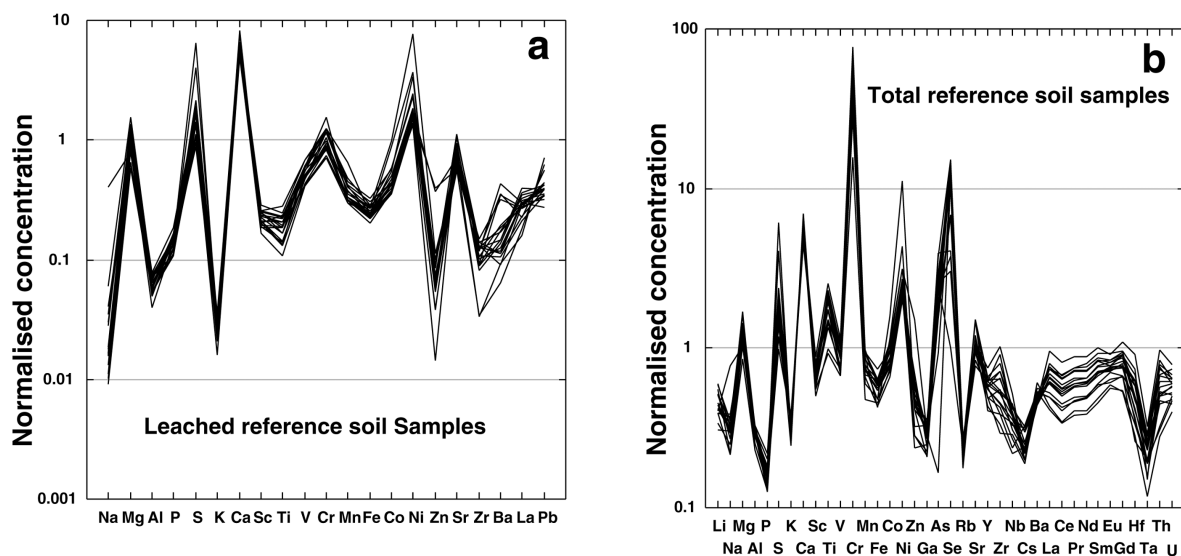 a
Normalised concentration
10
1
0.1
0.01
0.001
Leached reference soil Samples
Na Mg Al P S K Ca Sc Ti V Cr Mn Fe Co Ni Zn Sr Zr Ba La Pb
b
Normalised concentration
100
10
1
0.1
Total reference soil samples
Li Mg P K Sc V Mn Co Zn As Rb Y Nb Ba Ce Nd Eu Hf Th
Na Al S Ca Ti Cr Fe Ni Ga Se Sr Zr Cs La Pr Sm Gd Ta U